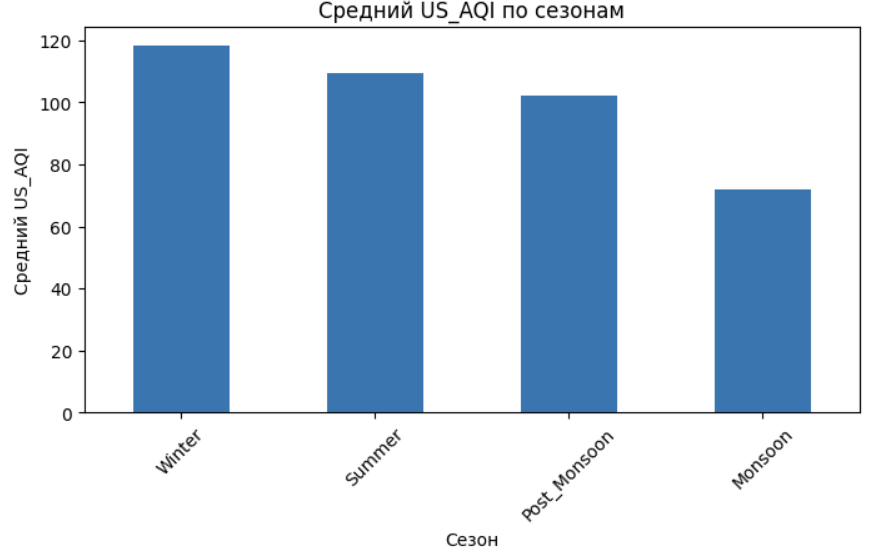 Средний US_AQI по сезонам
Средний US_AQI
120
100
80
60
40
20
0
Winter
Summer
Post_Monsoon
Monsoon
Сезон